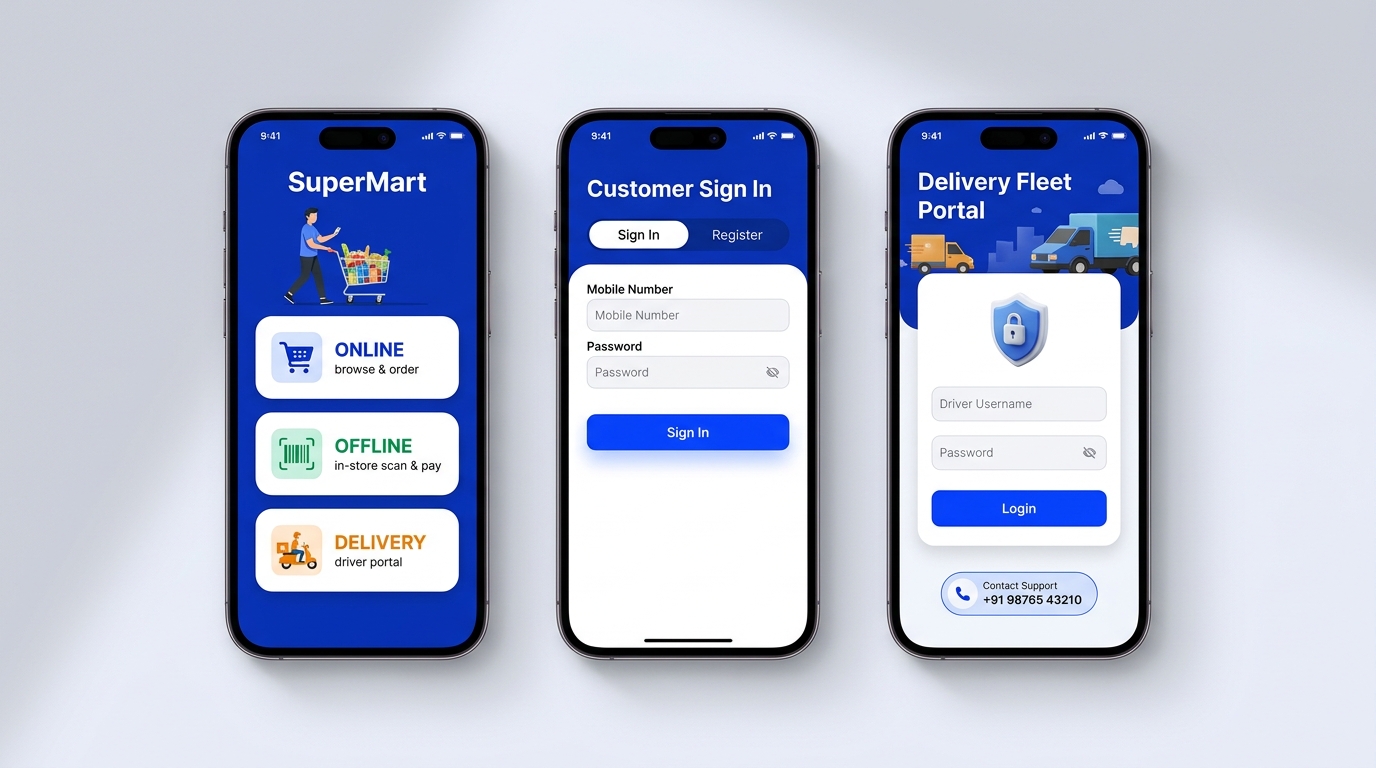 9:41
SuperMart
ONLINE
browse & order
OFFLINE
in-store scan & pay
DELIVERY
driver portal
9:41
Customer Sign In
Sign In
Register
Mobile Number
Mobile Number
Password
Password
Sign In
9:41
Delivery Fleet
Portal
Driver Username
Password
Login
Contact Support
+91 98765 43210